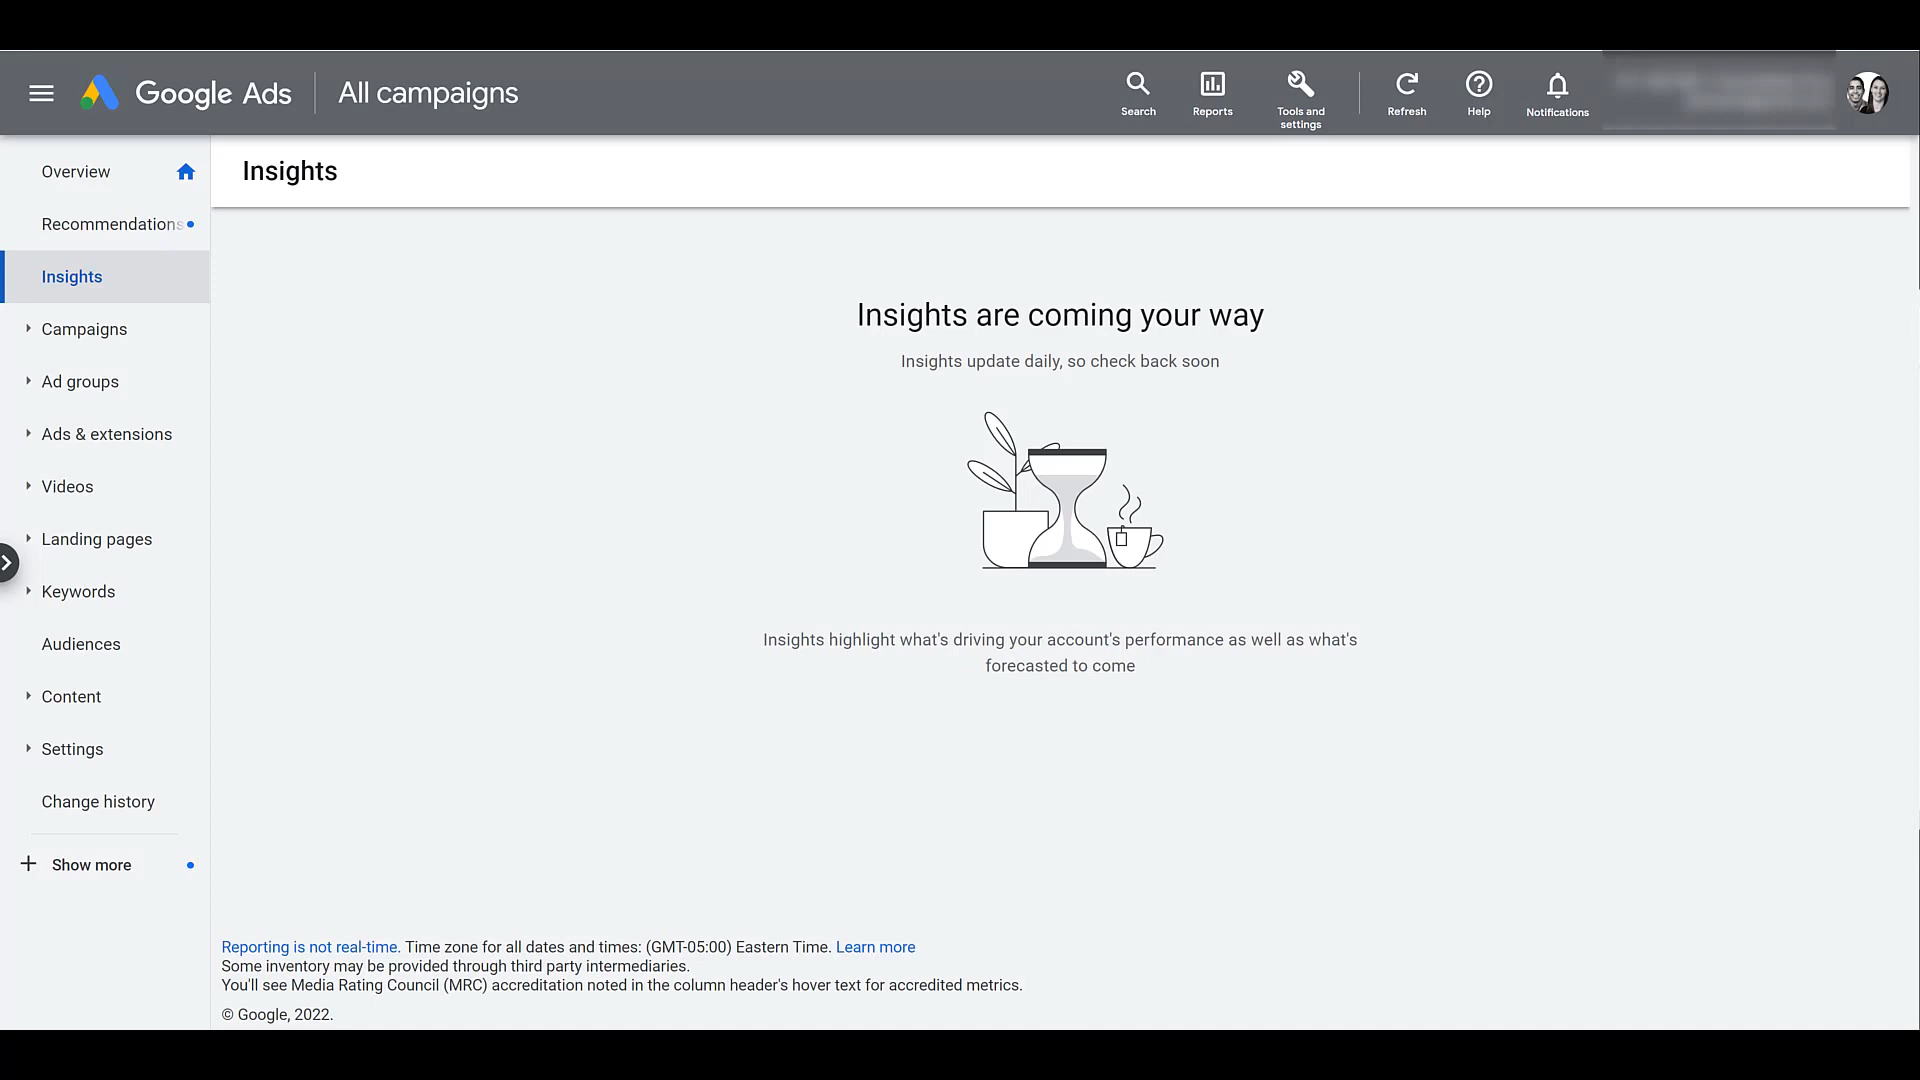 Google Ads
All campaigns
Search
Reports
Tools and
settings
Refresh
Help
Notifications
Overview
Recommendations
Insights
Campaigns
Ad groups
Ads & extensions
Videos
Landing pages
Keywords
Audiences
Content
Settings
Change history
Show more
Insights
Insights are coming your way
Insights update daily, so check back soon
Insights highlight what's driving your account's performance as well as what's
forecasted to come
Reporting is not real-time. Time zone for all dates and times: (GMT-05:00) Eastern Time. Learn more
Some inventory may be provided through third party intermediaries.
You'll see Media Rating Council (MRC) accreditation noted in the column header's hover text for accredited metrics.
© Google, 2022.